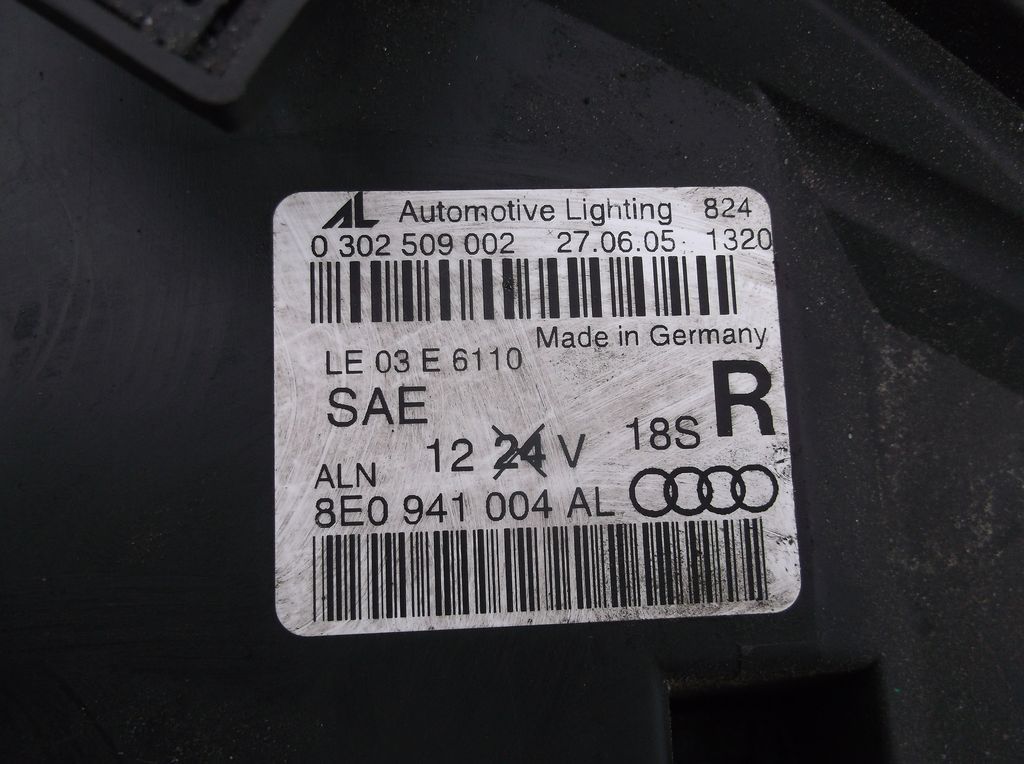 AL Automotive Lighting 824
0 302 509 002 27.06.05 1320
Made in Germany
LE 03 E 6110
SAE
R
12 24 V 18S
ALN
8E0 941 004 AL